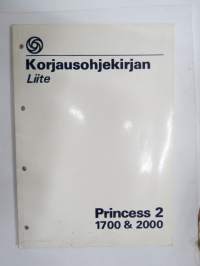 Korjausohjekirjan
Liite
Princess 2
1700 & 2000